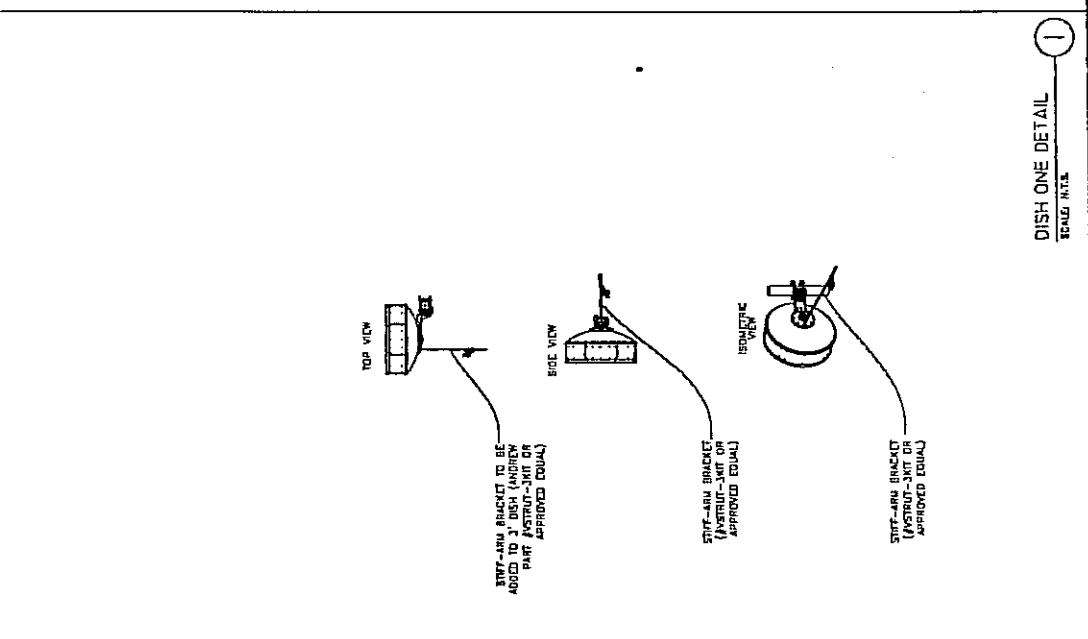 TOP VIEW
STIFF-ARM BRACKET TO BE
ADDED TO 3' DISH (ANDREW
PART #VSTRUT-3KIT OR
APPROVED EQUAL)
SIDE VIEW
STIFF-ARM BRACKET
(#VSTRUT-3KIT OR
APPROVED EQUAL)
ISOMETRIC
VIEW
STIFF-ARM BRACKET
(#VSTRUT-3KIT OR
APPROVED EQUAL)
DISH ONE DETAIL
SCALE: N.T.S.
1